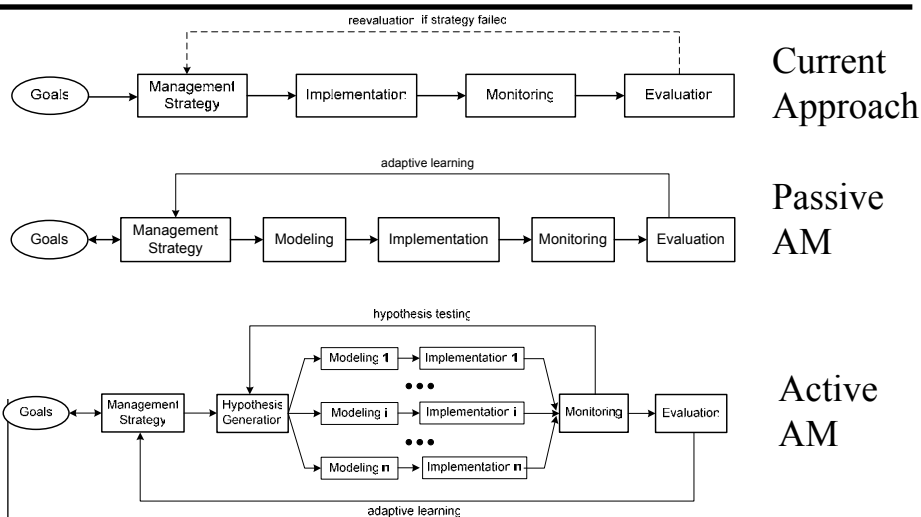 reevaluation if strategy failed
Goals
Management
Strategy
Implementation
Monitoring
Evaluation
Current
Approach
adaptive learning
Goals
Management
Strategy
Modeling
Implementation
Monitoring
Evaluation
Passive
AM
hypothesis testing
Modeling 1
Implementation 1
Goals
Management
Strategy
Hypothesis
Generation
Modeling i
Implementation i
Monitoring
Evaluation
Modeling n
Implementation n
adaptive learning
Active
AM